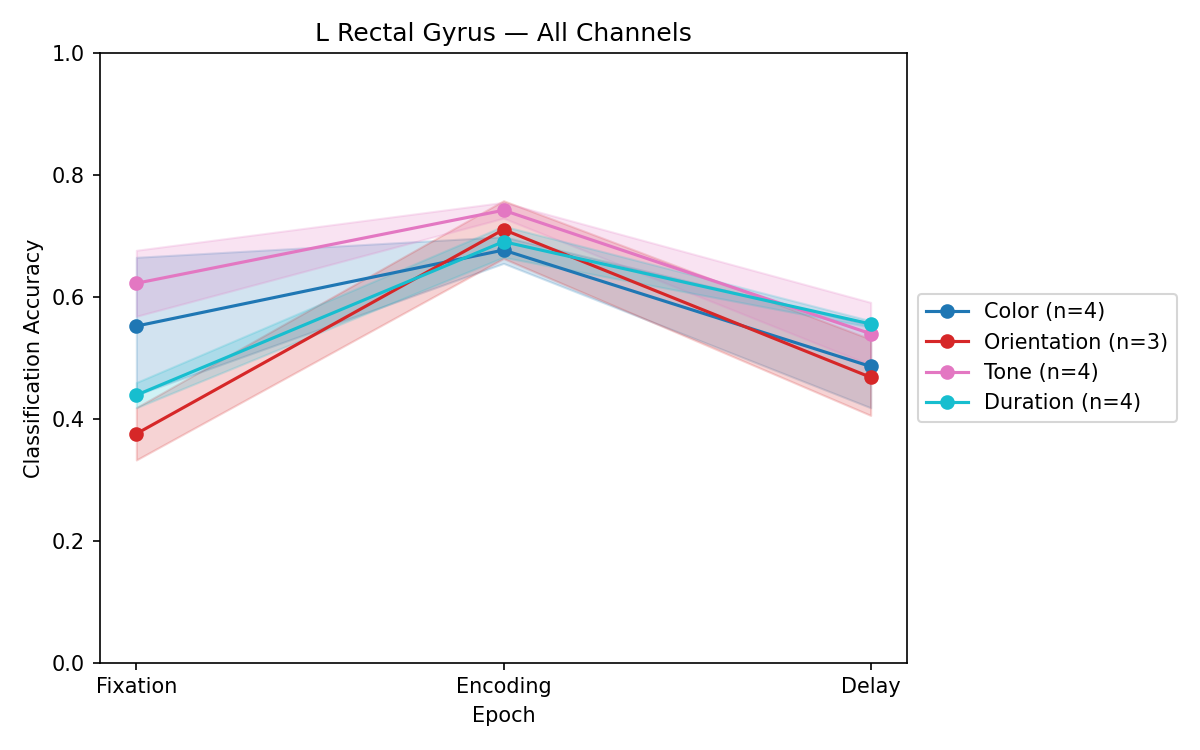 L Rectal Gyrus — All Channels
Classification Accuracy
1.0
0.8
0.6
0.4
0.2
0.0
Fixation
Encoding
Delay
Epoch
Color (n=4)
Orientation (n=3)
Tone (n=4)
Duration (n=4)